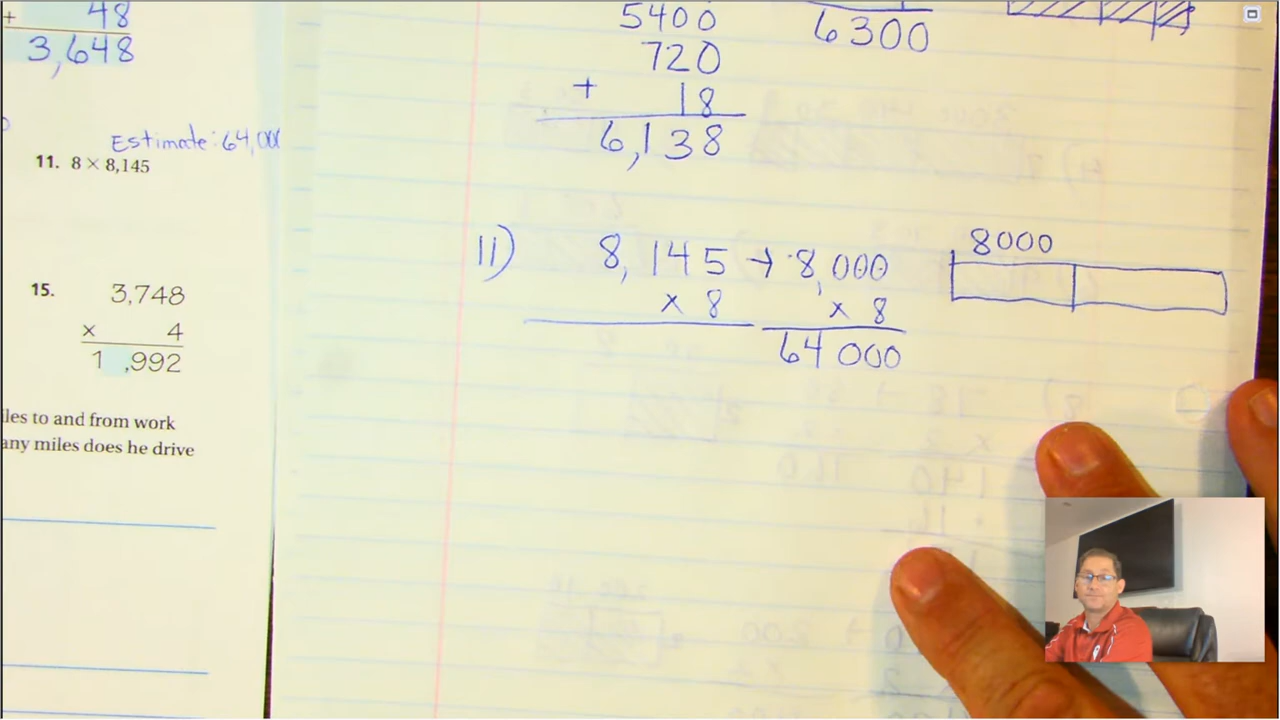 + 48
3,648
Estimate: 64,000
11. 8 × 8,145
15. 3,748
× 4
1 ,992
iles to and from work
any miles does he drive
5400
720
+ 18
6,138
6300
11) 8,145 → 8,000
x 8 x 8
64 000
8000